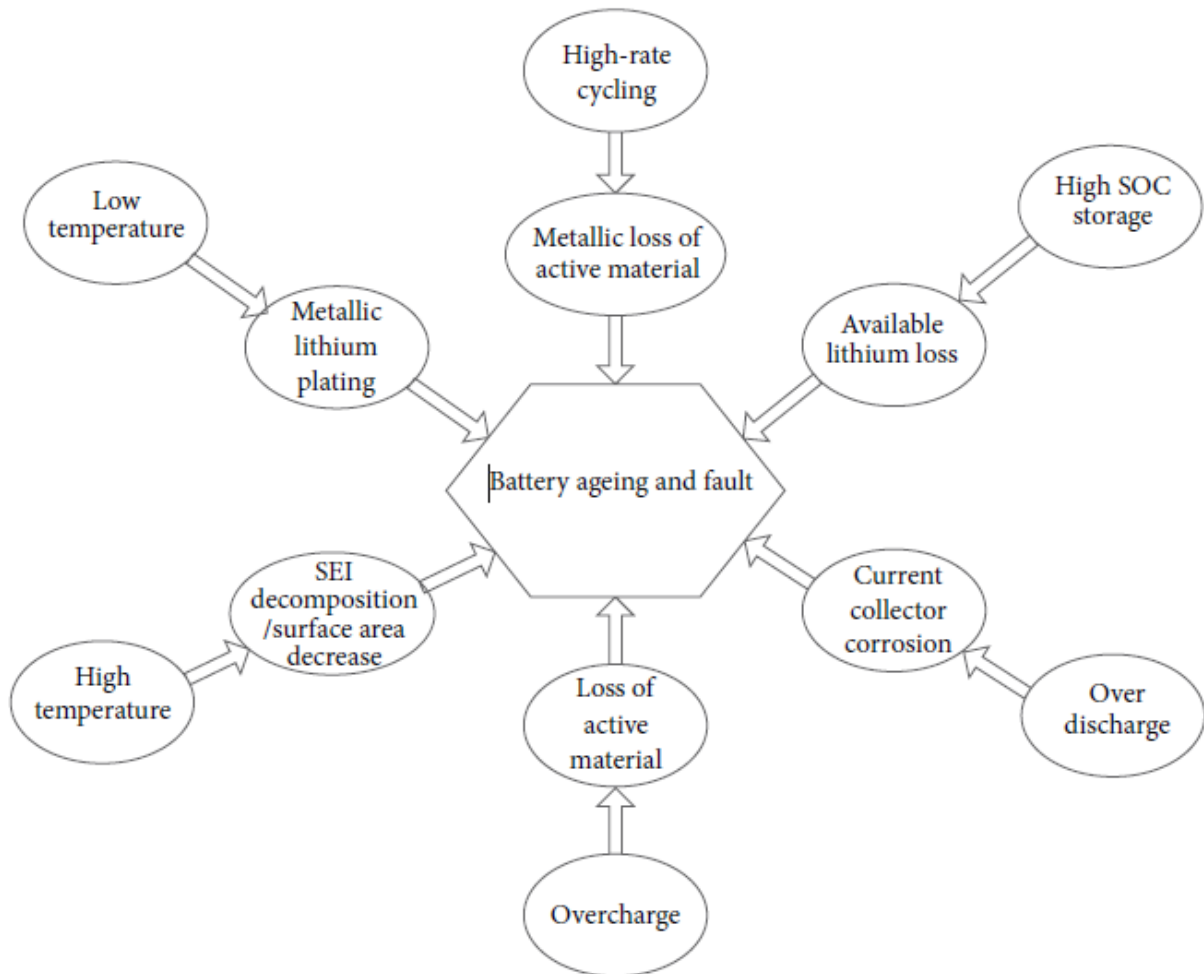 High-rate
cycling
Low
temperature
High SOC
storage
Metallic loss of
active material
Metallic
lithium
plating
Available
lithium loss
Battery ageing and fault
SEI
decomposition
/surface area
decrease
Current
collector
corrosion
High
temperature
Loss of
active
material
Over
discharge
Overcharge